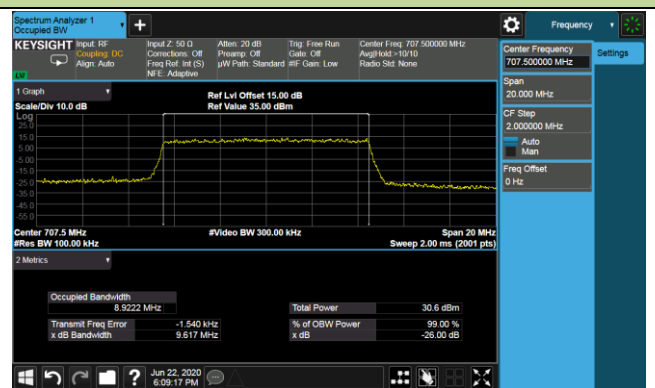 Spectrum Analyzer 1
Occupied BW
Frequency
KEYSIGHT
Input: RF
Coupling: DC
Align: Auto
Input Z: 50 Ω
Corrections: Off
Freq Ref: Int (S)
NFE: Adaptive
Atten: 20 dB
Preamp: Off
µW Path: Standard
Trig: Free Run
Gate: Off
#IF Gain: Low
Center Freq: 707.500000 MHz
Avg|Hold:>10/10
Radio Std: None
LW
Center Frequency
707.500000 MHz
Settings
Span
20.000 MHz
CF Step
2.000000 MHz
Auto
Man
Freq Offset
0 Hz
1 Graph
Scale/Div 10.0 dB
Ref Lvl Offset 15.00 dB
Ref Value 35.00 dBm
Log
25.0
15.0
5.00
-5.00
-15.0
-25.0
-35.0
-45.0
-55.0
Center 707.5 MHz
#Video BW 300.00 kHz
Span 20 MHz
#Res BW 100.00 kHz
Sweep 2.00 ms (2001 pts)
2 Metrics
Occupied Bandwidth
8.9222 MHz
Total Power 30.6 dBm
Transmit Freq Error -1.540 kHz
% of OBW Power 99.00 %
x dB Bandwidth 9.617 MHz
x dB -26.00 dB
Jun 22, 2020
6:09:17 PM